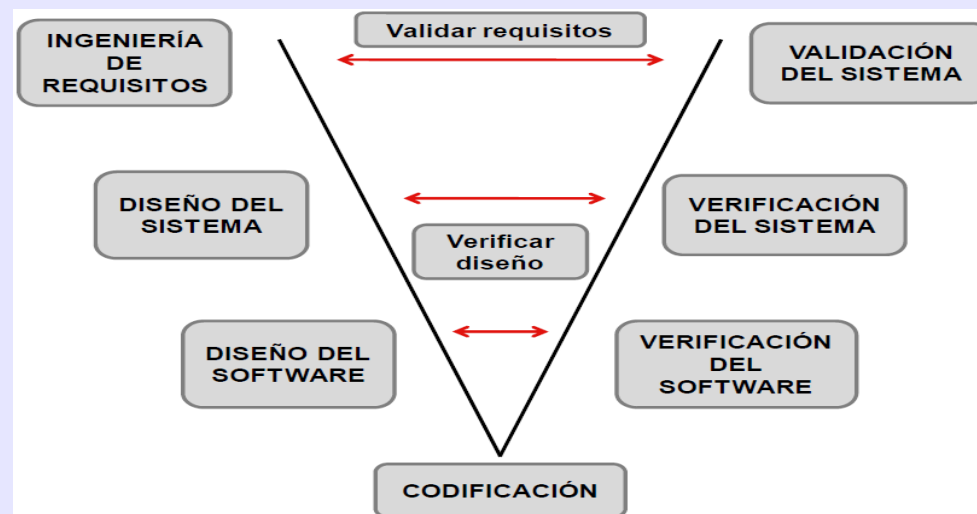 INGENIERÍA
DE
REQUISITOS
Validar requisitos
VALIDACIÓN
DEL SISTEMA
DISEÑO DEL
SISTEMA
VERIFICACIÓN
DEL SISTEMA
Verificar
diseño
DISEÑO DEL
SOFTWARE
VERIFICACIÓN
DEL
SOFTWARE
CODIFICACIÓN